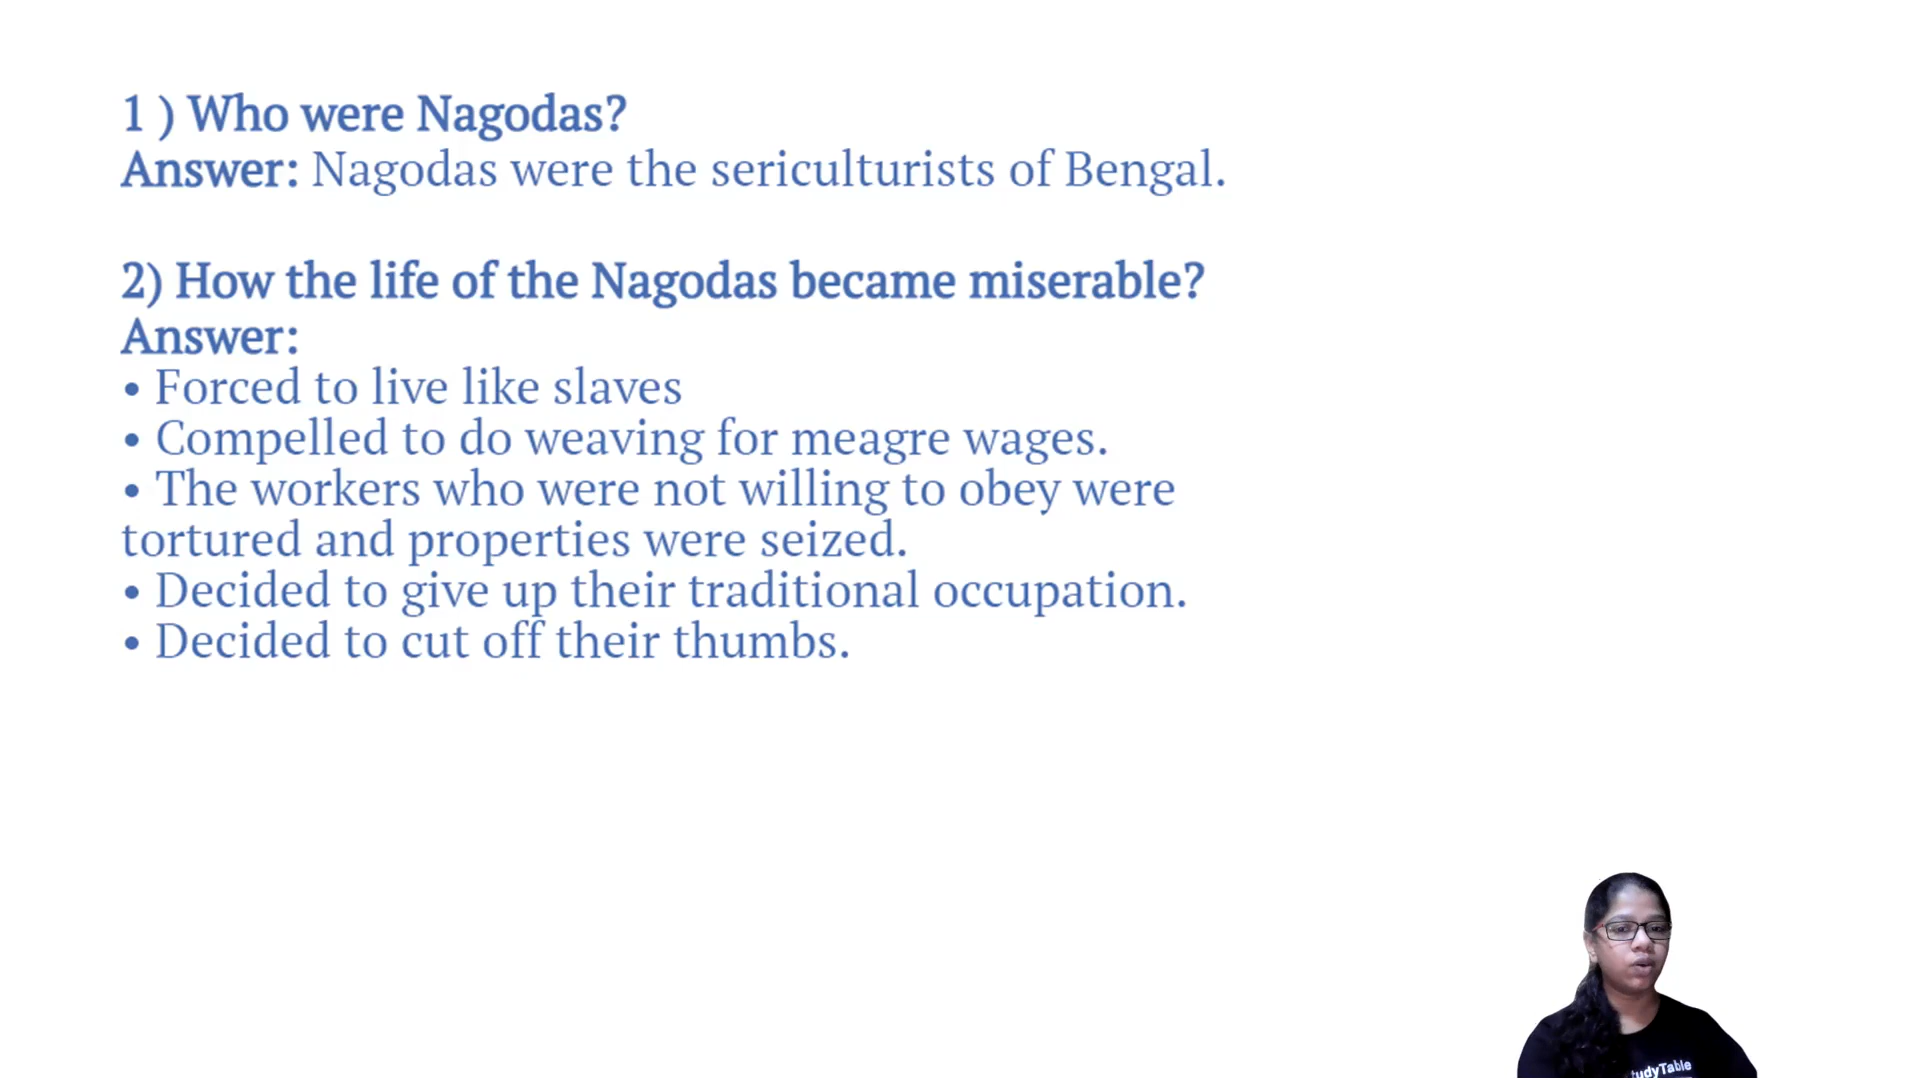 1 ) Who were Nagodas?
Answer: Nagodas were the sericulturists of Bengal.
2) How the life of the Nagodas became miserable?
Answer:
• Forced to live like slaves
• Compelled to do weaving for meagre wages.
• The workers who were not willing to obey were
tortured and properties were seized.
• Decided to give up their traditional occupation.
• Decided to cut off their thumbs.
udyTable